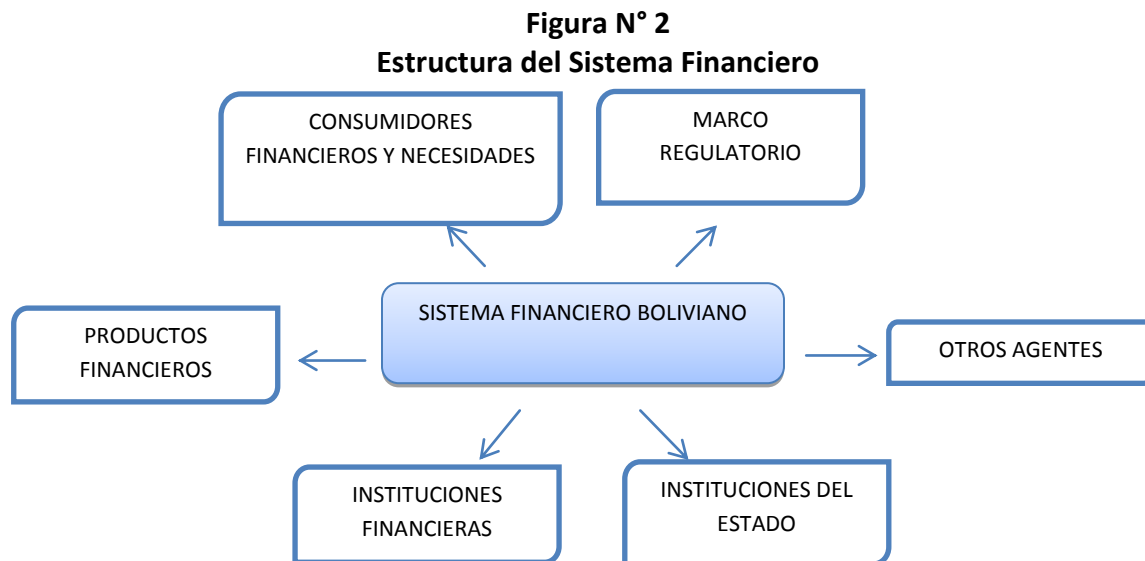 Figura N° 2
Estructura del Sistema Financiero
CONSUMIDORES
FINANCIEROS Y NECESIDADES
MARCO
REGULATORIO
SISTEMA FINANCIERO BOLIVIANO
PRODUCTOS
FINANCIEROS
OTROS AGENTES
INSTITUCIONES
FINANCIERAS
INSTITUCIONES DEL
ESTADO